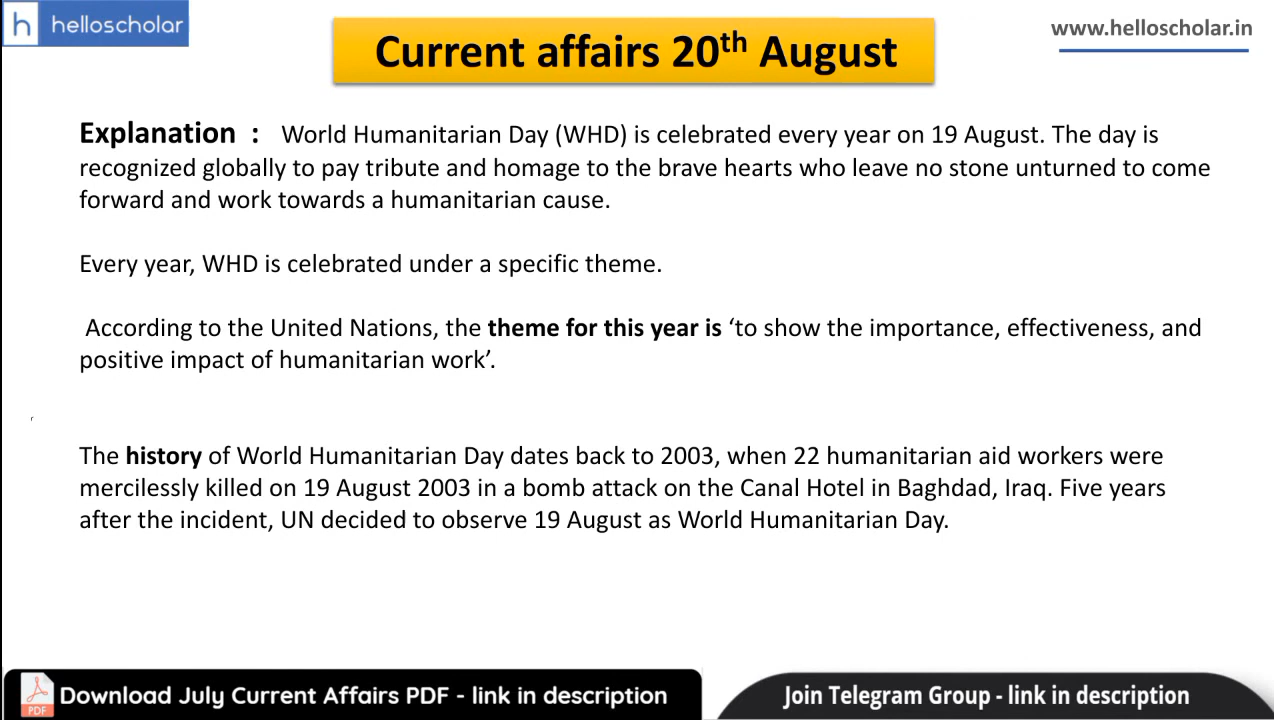 h helloscholar
www.helloscholar.in
Current affairs 20th August
Explanation : World Humanitarian Day (WHD) is celebrated every year on 19 August. The day is
recognized globally to pay tribute and homage to the brave hearts who leave no stone unturned to come
forward and work towards a humanitarian cause.
Every year, WHD is celebrated under a specific theme.
According to the United Nations, the theme for this year is ‘to show the importance, effectiveness, and
positive impact of humanitarian work’.
The history of World Humanitarian Day dates back to 2003, when 22 humanitarian aid workers were
mercilessly killed on 19 August 2003 in a bomb attack on the Canal Hotel in Baghdad, Iraq. Five years
after the incident, UN decided to observe 19 August as World Humanitarian Day.
PDF Download July Current Affairs PDF - link in description
Join Telegram Group - link in description